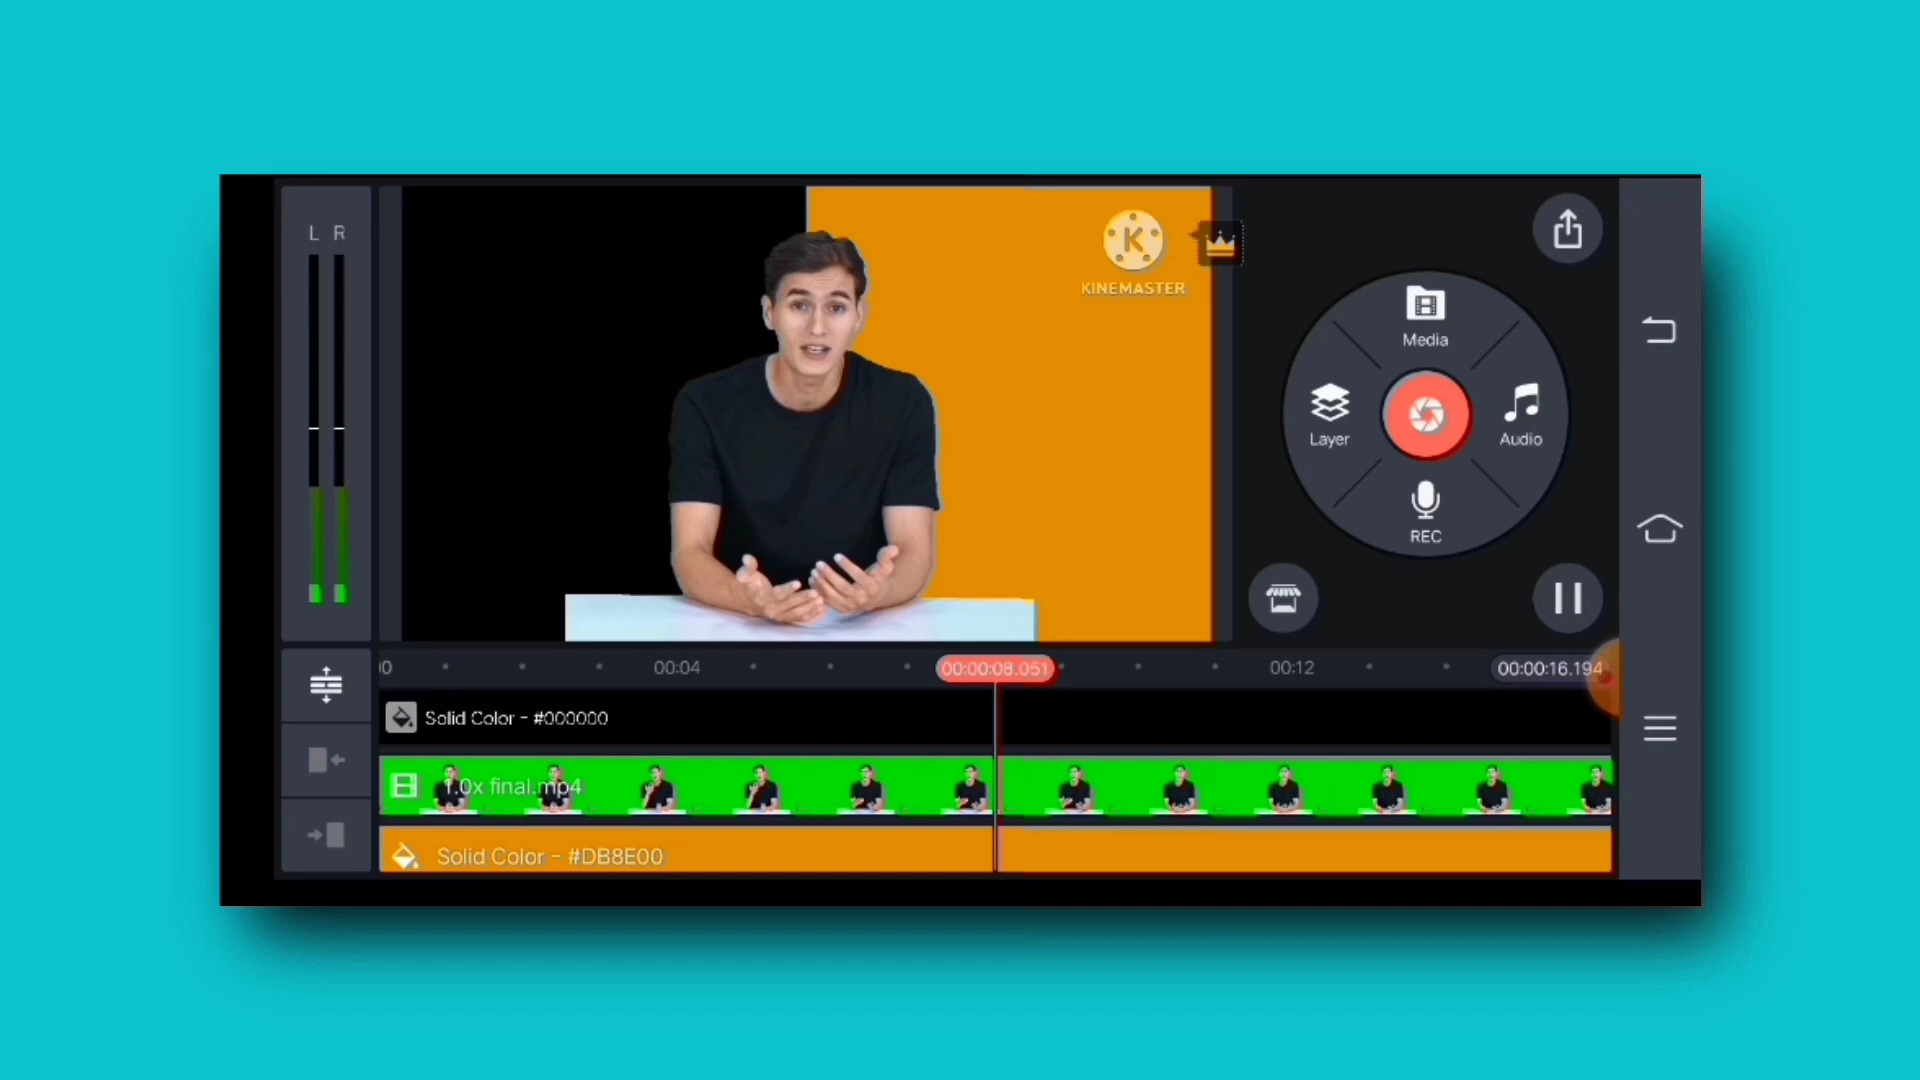 L R
KINEMASTER
Media
Layer
Audio
REC
00:04
00:00:08.051
00:12
00:00:16.194
Solid Color - #000000
1.0x final.mp4
Solid Color - #DB8E00